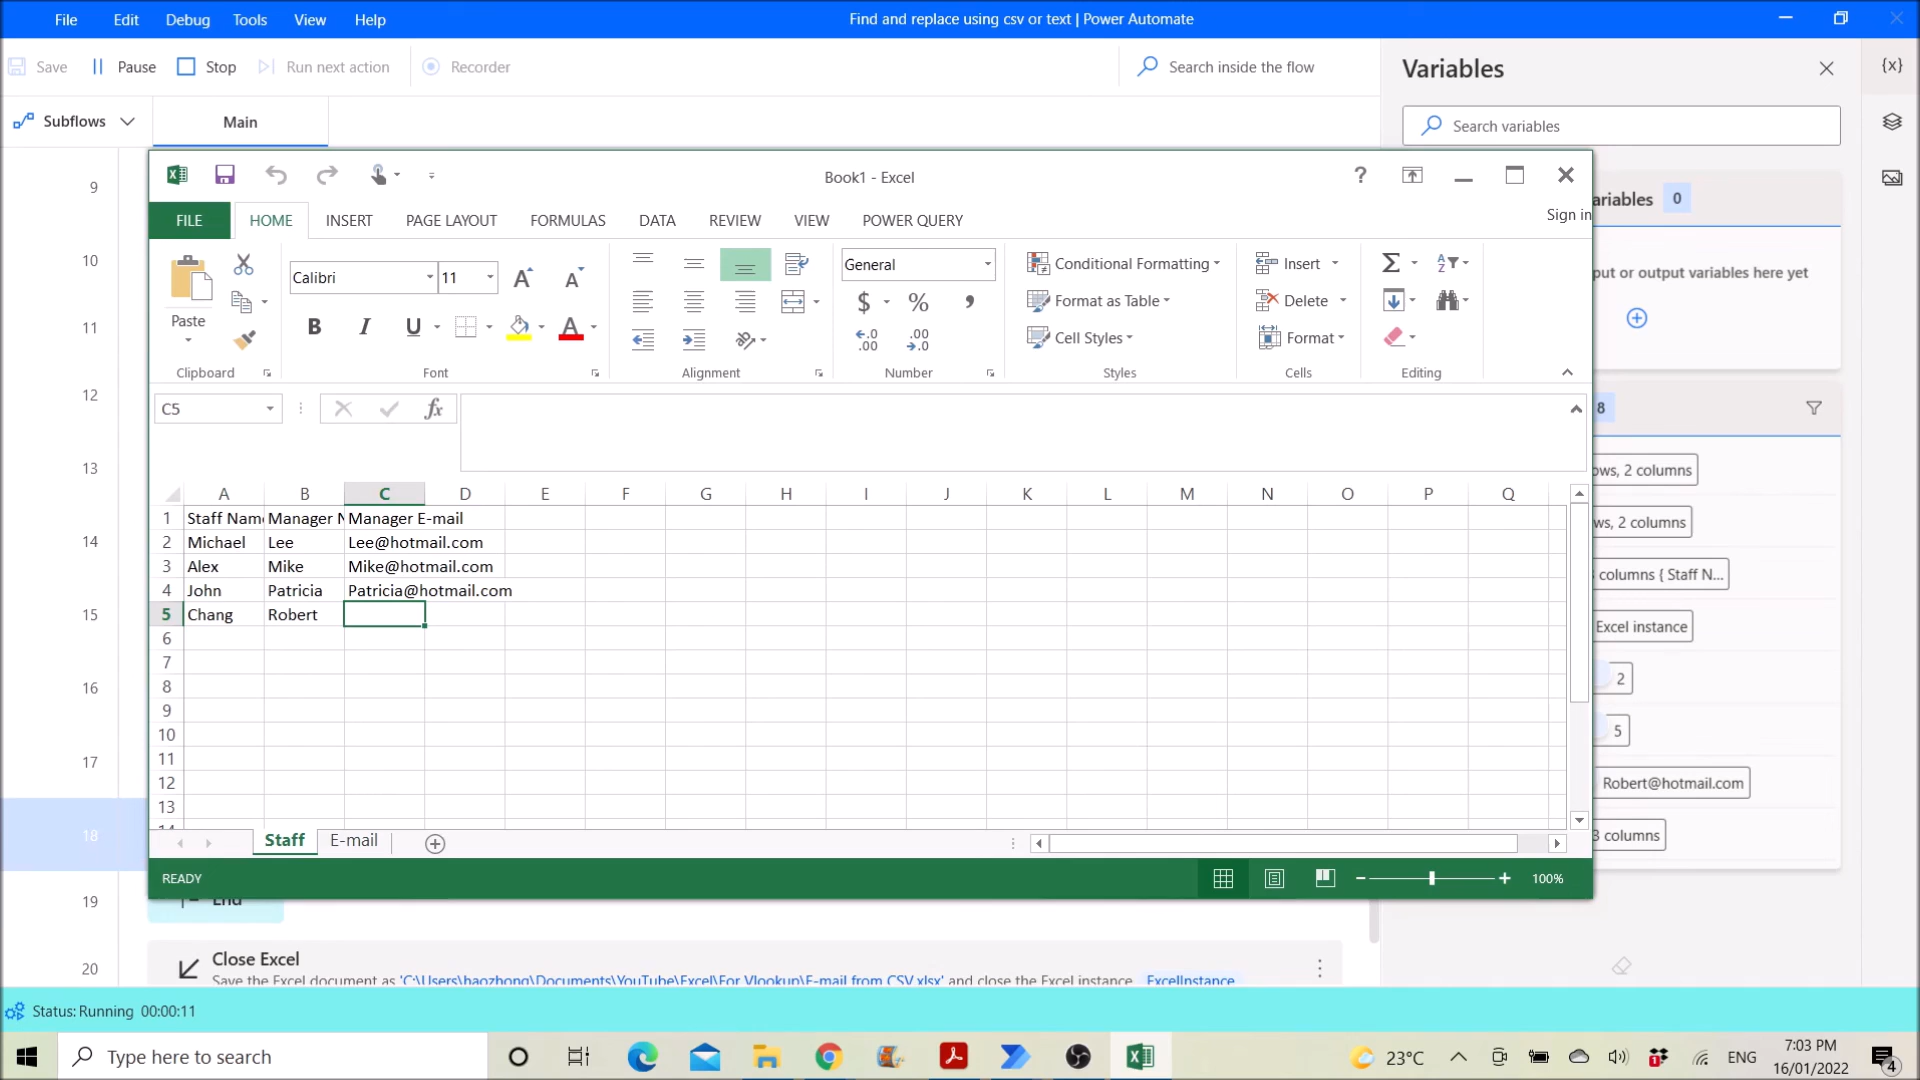 File Edit Debug Tools View Help
Find and replace using csv or text | Power Automate
Save Pause Stop Run next action Recorder
Search inside the flow
Variables
{x}
Subflows Main
Search variables
9
10
11
12
13
14
15
16
17
18
19
20
Book1 - Excel
?
FILE HOME INSERT PAGE LAYOUT FORMULAS DATA REVIEW VIEW POWER QUERY
Sign in
ariables 0
put or output variables here yet
Paste
Clipboard
Calibri 11
A A
B I U A
Font
Alignment
General
$ % ,
Number
Conditional Formatting
Format as Table
Cell Styles
Styles
Insert
Delete
Format
Cells
Editing
C5
fx
8
ows, 2 columns
ws, 2 columns
columns { Staff N...
Excel instance
2
5
Robert@hotmail.com
3 columns
A B C D E F G H I J K L M N O P Q
1 Staff Name Manager N Manager E-mail
2 Michael Lee Lee@hotmail.com
3 Alex Mike Mike@hotmail.com
4 John Patricia Patricia@hotmail.com
5 Chang Robert
6
7
8
9
10
11
12
13
Staff E-mail
READY
100%
End
Close Excel
Save the Excel document as 'C:\Users\haozhong\Documents\YouTube\Excel\For Vlookup\E-mail from CSV.xlsx' and close the Excel instance ExcelInstance
Status: Running 00:00:11
Type here to search
23°C
ENG
7:03 PM
16/01/2022
4